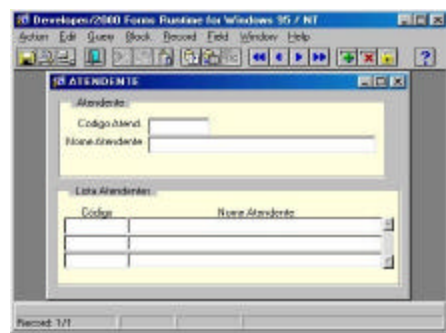 Developer/2000 Forms Runtime for Windows 95 / NT
Action Edit Query Block Record Field Window Help
ATENDENTE
Atendente
Codigo Atend.
Nome Atendente
Lista Atendentes
Código Nome Atendente
Record: 1/1